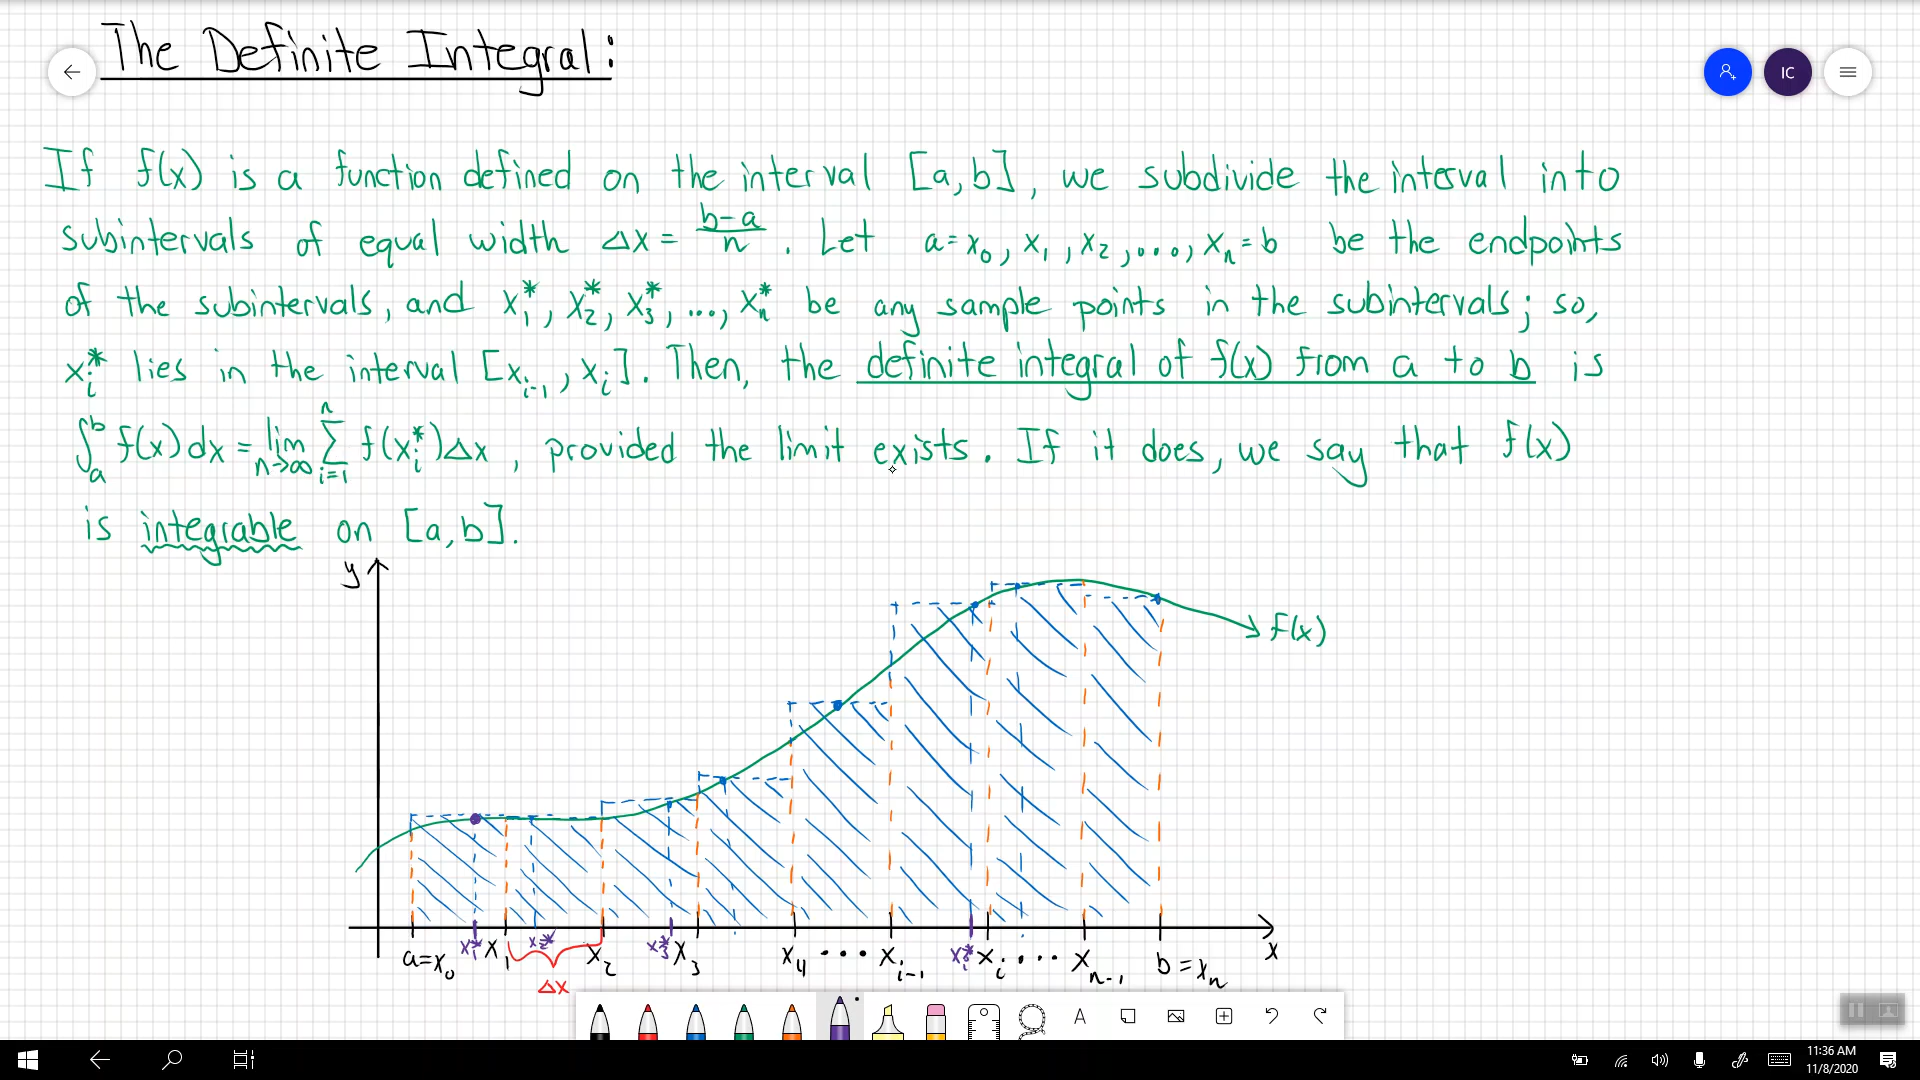 The Definite Integral:
IC
If f(x) is a function defined on the interval [a,b], we subdivide the interval into
subintervals of equal width Δx = (b-a)/n. Let a=x₀, x₁, x₂, ..., xₙ=b be the endpoints
of the subintervals, and x₁*, x₂*, x₃*, ..., xₙ* be any sample points in the subintervals; so,
xᵢ* lies in the interval [xᵢ₋₁, xᵢ]. Then, the definite integral of f(x) from a to b is
∫ₐᵇ f(x)dx = lim n→∞ Σᵢ₌₁ⁿ f(xᵢ*)Δx, provided the limit exists. If it does, we say that f(x)
is integrable on [a,b].
y
f(x)
a=x₀ x₁* x₁ x₂* x₂ x₃* x₃ x₄ ... xᵢ₋₁ xᵢ* xᵢ ... xₙ₋₁ b=xₙ x
Δx
A
11:36 AM
11/8/2020